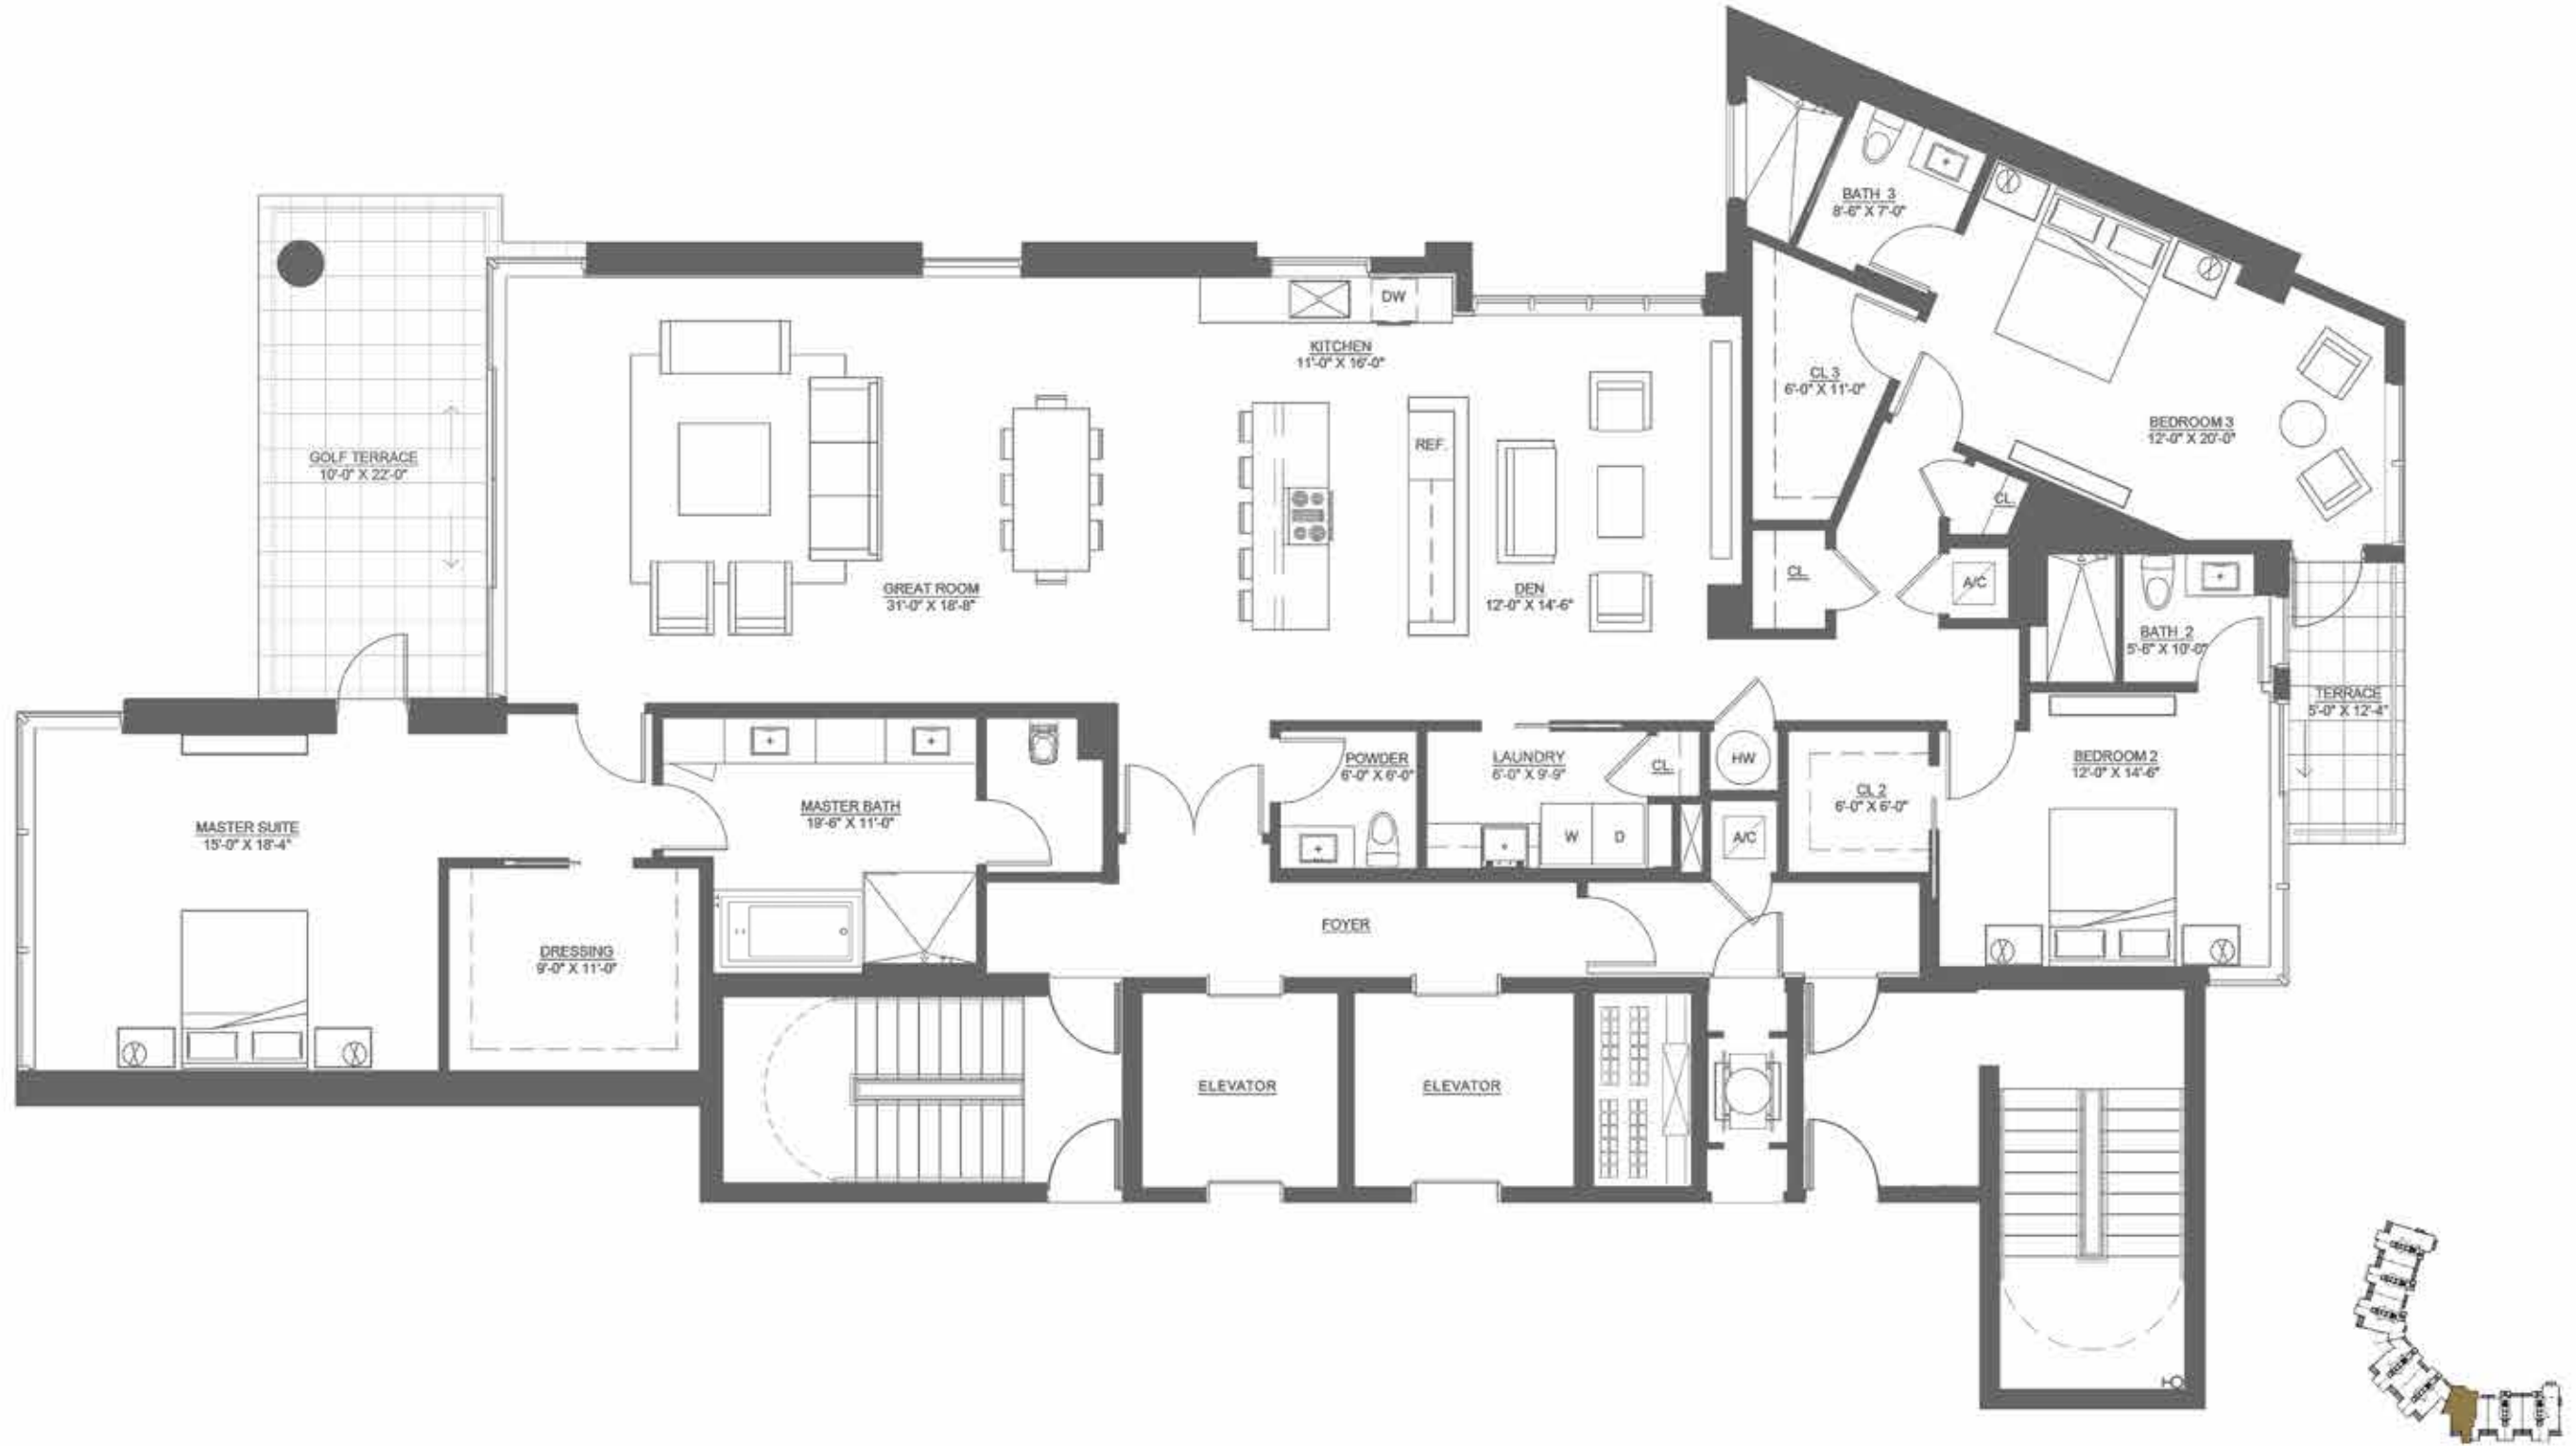 BATH 3
8'-6" X 7'-0"
DW
KITCHEN
11'-0" X 16'-0"
CL 3
6'-0" X 11'-0"
BEDROOM 3
12'-0" X 20'-0"
GOLF TERRACE
10'-0" X 22'-0"
REF.
CL.
GREAT ROOM
31'-0" X 18'-8"
DEN
12'-0" X 14'-6"
CL.
A/C
BATH 2
5'-6" X 10'-0"
TERRACE
5'-0" X 12'-4"
MASTER SUITE
15'-0" X 18'-4"
MASTER BATH
19'-6" X 11'-0"
POWDER
6'-0" X 6'-0"
LAUNDRY
6'-0" X 9'-9"
CL.
HW
CL 2
6'-0" X 6'-0"
BEDROOM 2
12'-0" X 14'-6"
W
D
A/C
DRESSING
9'-0" X 11'-0"
FOYER
ELEVATOR
ELEVATOR